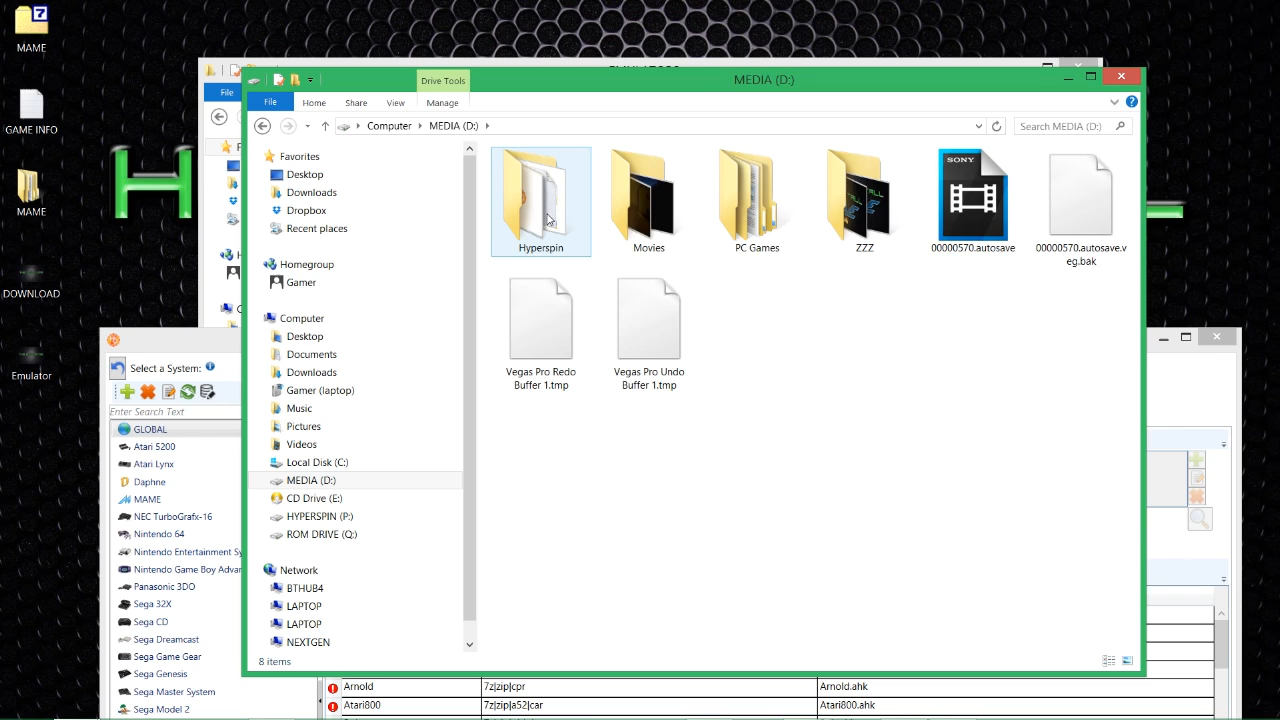 MAME
GAME INFO
MAME
DOWNLOAD
Emulator
H
File
MEDIA (D:)
Drive Tools
File
Home
Share
View
Manage
Computer
MEDIA (D:)
Search MEDIA (D:)
Favorites
Desktop
Downloads
Dropbox
Recent places
Homegroup
Gamer
Computer
Desktop
Documents
Downloads
Gamer (laptop)
Music
Pictures
Videos
Local Disk (C:)
MEDIA (D:)
CD Drive (E:)
HYPERSPIN (P:)
ROM DRIVE (Q:)
Network
BTHUB4
LAPTOP
LAPTOP
NEXTGEN
8 items
Hyperspin
Movies
PC Games
ZZZ
SONY
00000570.autosave
00000570.autosave.v
eg.bak
Vegas Pro Redo
Buffer 1.tmp
Vegas Pro Undo
Buffer 1.tmp
Select a System:
Enter Search Text
GLOBAL
Atari 5200
Atari Lynx
Daphne
MAME
NEC TurboGrafx-16
Nintendo 64
Nintendo Entertainment Sy
Nintendo Game Boy Advan
Panasonic 3DO
Sega 32X
Sega CD
Sega Dreamcast
Sega Game Gear
Sega Genesis
Sega Master System
Sega Model 2
Arnold
7z|zip|cpr
Arnold.ahk
Atari800
7z|zip|a52|car
Atari800.ahk